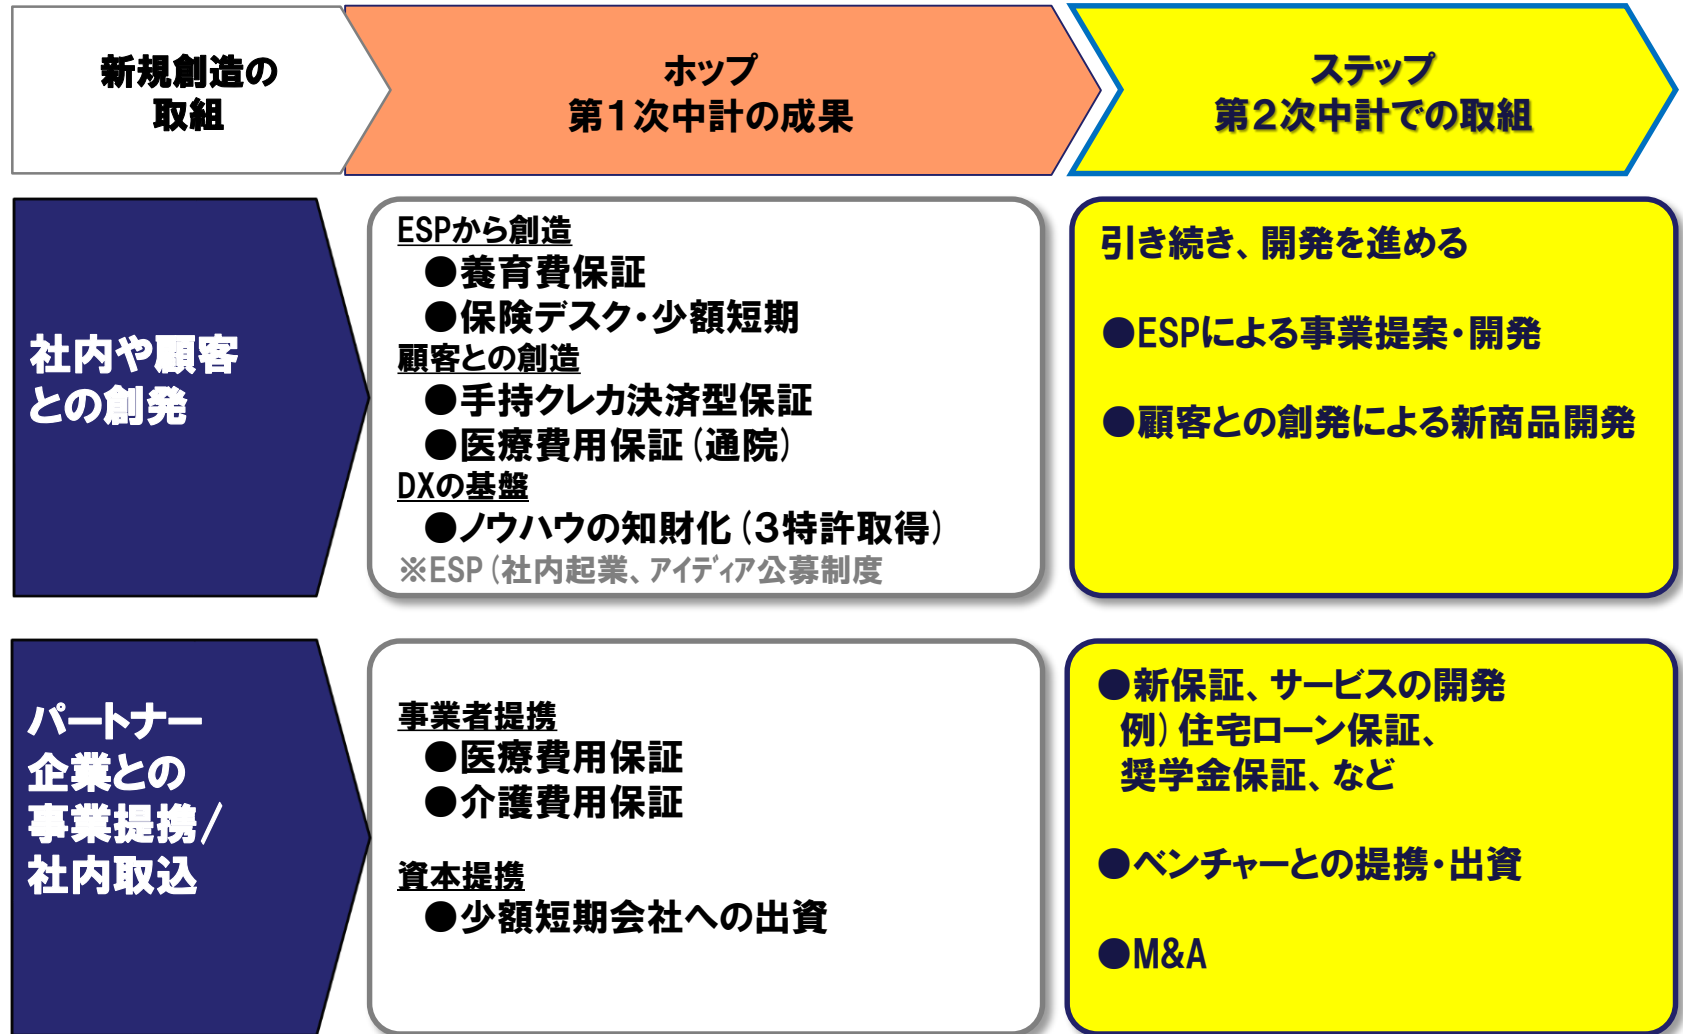 新規創造の
取組
ホップ
第1次中計の成果
ステップ
第2次中計での取組
社内や顧客
との創発
ESPから創造
●養育費保証
●保険デスク・少額短期
顧客との創造
●手持クレカ決済型保証
●医療費用保証(通院)
DXの基盤
●ノウハウの知財化(3特許取得)
※ESP(社内起業、アイディア公募制度
引き続き、開発を進める
●ESPによる事業提案・開発
●顧客との創発による新商品開発
パートナー
企業との
事業提携/
社内取込
事業者提携
●医療費用保証
●介護費用保証
資本提携
●少額短期会社への出資
●新保証、サービスの開発
例)住宅ローン保証、
奨学金保証、など
●ベンチャーとの提携・出資
●M&A